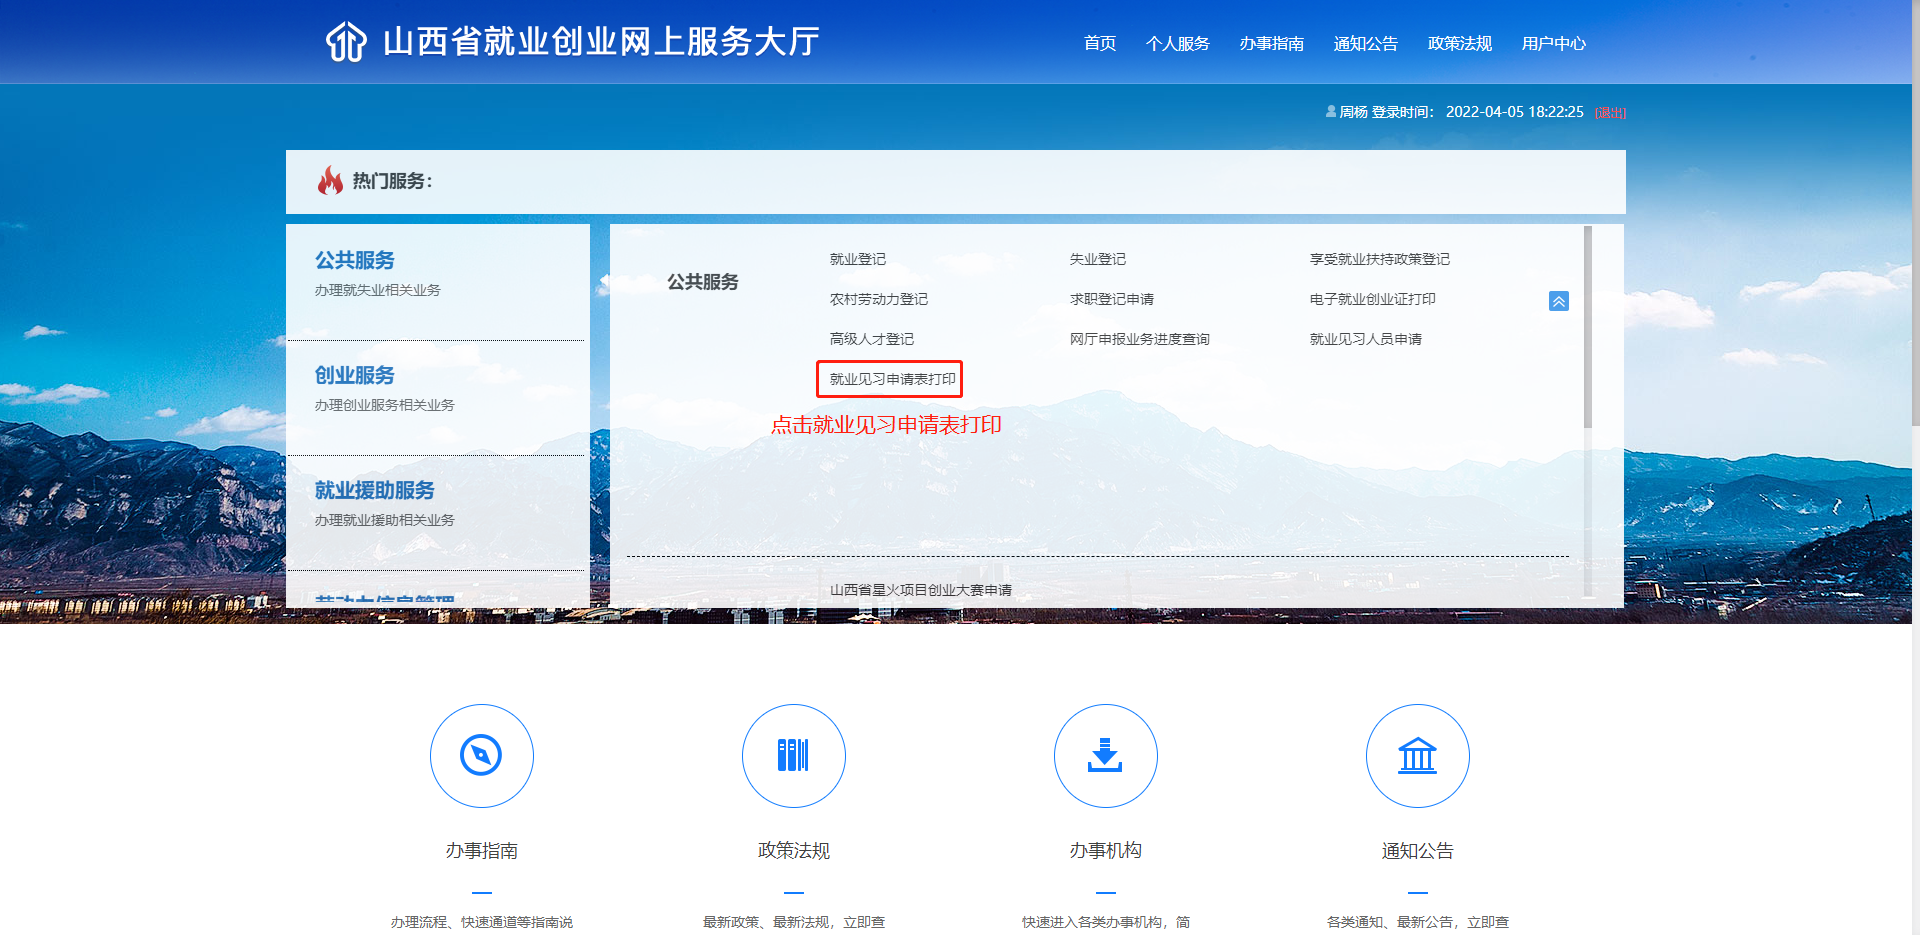 山西省就业创业网上服务大厅
首页 个人服务 办事指南 通知公告 政策法规 用户中心
周杨 登录时间： 2022-04-05 18:22:25 [退出]
热门服务：
公共服务
办理就失业相关业务
创业服务
办理创业服务相关业务
就业援助服务
办理就业援助相关业务
劳动力信息管理
公共服务
就业登记 失业登记 享受就业扶持政策登记
农村劳动力登记 求职登记申请 电子就业创业证打印
高级人才登记 网厅申报业务进度查询 就业见习人员申请
就业见习申请表打印
点击就业见习申请表打印
山西省星火项目创业大赛申请
办事指南 政策法规 办事机构 通知公告
办理流程、快速通道等指南说 最新政策、最新法规，立即查 快速进入各类办事机构，简 各类通知、最新公告，立即查